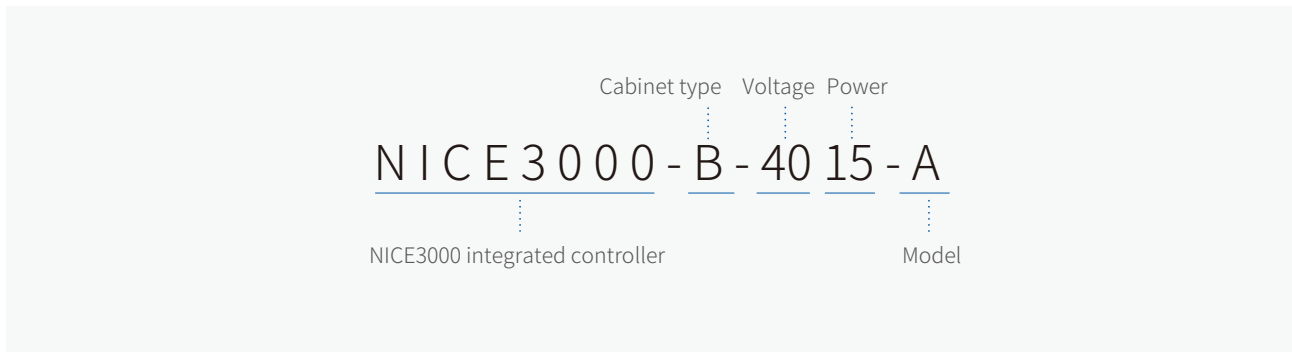 Cabinet type Voltage Power
NICE3000-B-4015-A
NICE3000 integrated controller Model